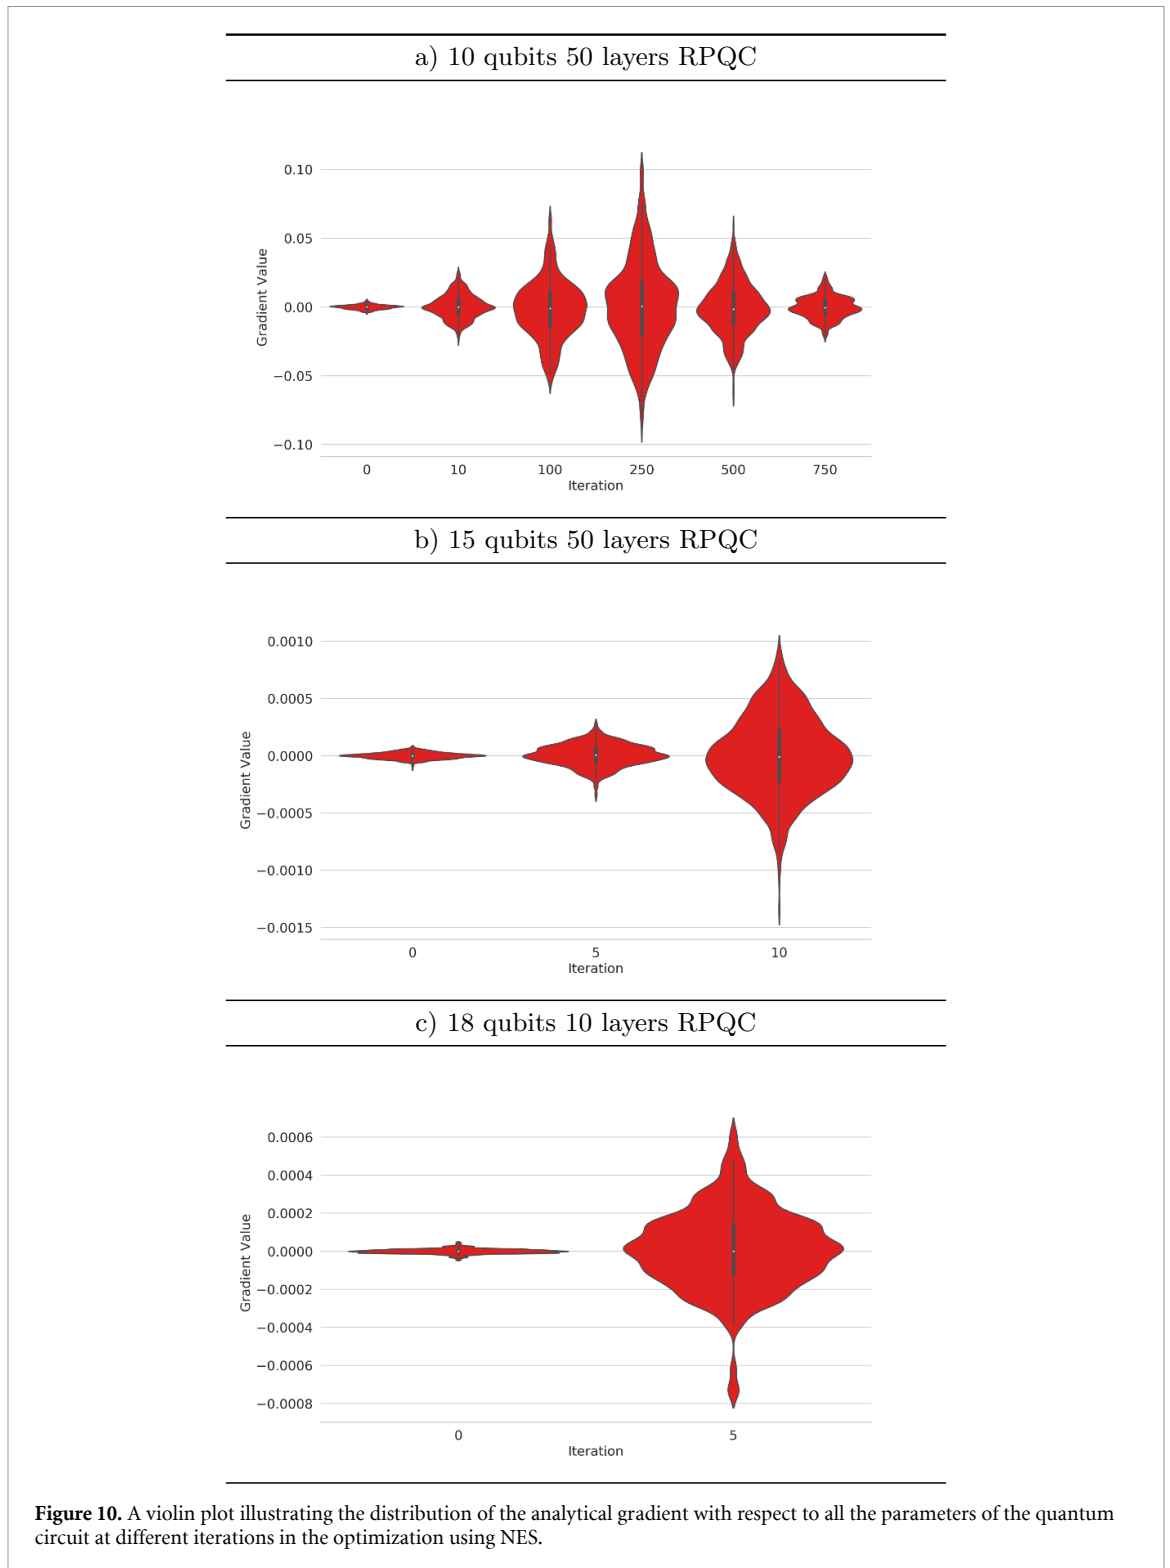 a) 10 qubits 50 layers RPQC
0.10
0.05
0.00
−0.05
−0.10
Gradient Value
0 10 100 250 500 750
Iteration
b) 15 qubits 50 layers RPQC
0.0010
0.0005
0.0000
−0.0005
−0.0010
−0.0015
Gradient Value
0 5 10
Iteration
c) 18 qubits 10 layers RPQC
0.0006
0.0004
0.0002
0.0000
−0.0002
−0.0004
−0.0006
−0.0008
Gradient Value
0 5
Iteration
Figure 10. A violin plot illustrating the distribution of the analytical gradient with respect to all the parameters of the quantum
circuit at different iterations in the optimization using NES.